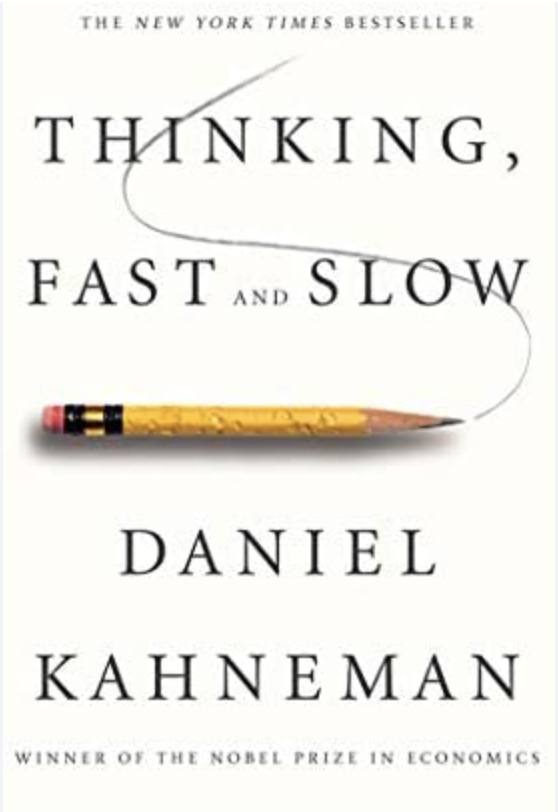 THE NEW YORK TIMES BESTSELLER
THINKING,
FAST AND SLOW
DANIEL
KAHNEMAN
WINNER OF THE NOBEL PRIZE IN ECONOMICS